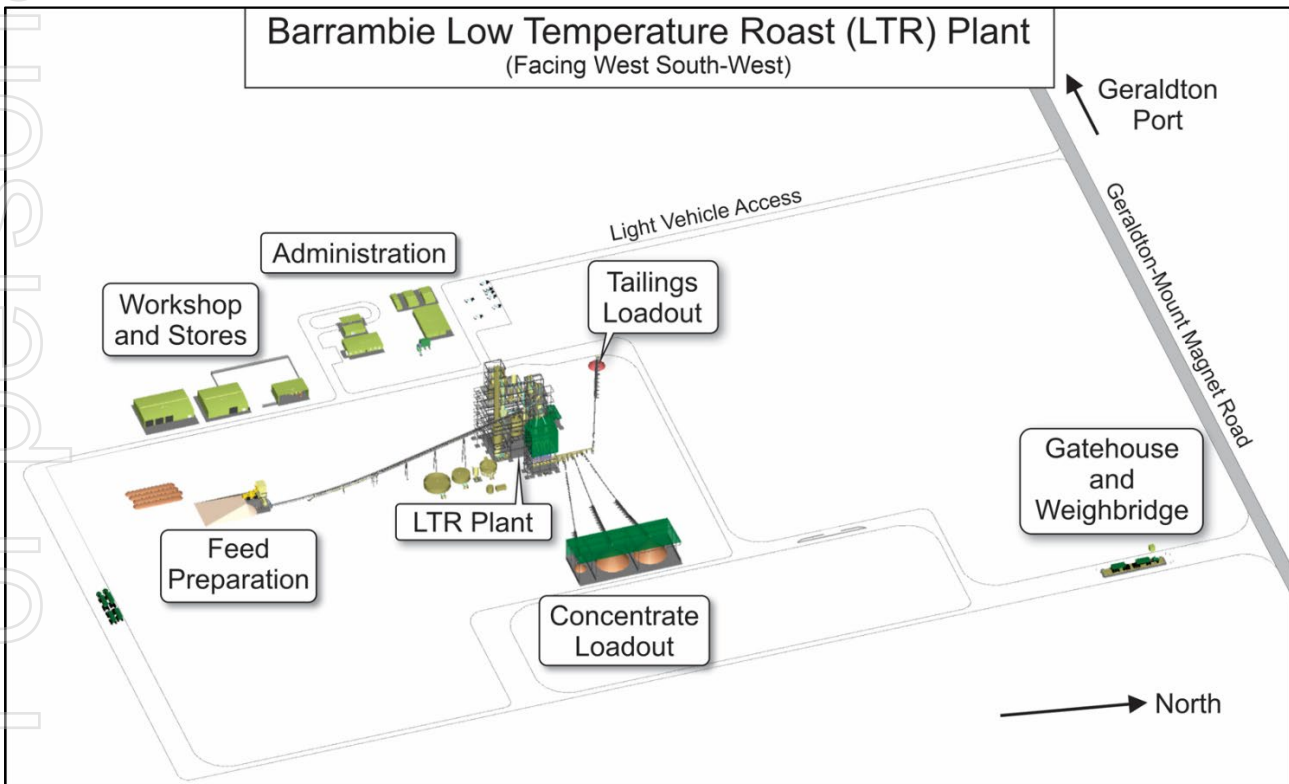 Barrambie Low Temperature Roast (LTR) Plant
(Facing West South-West)
Geraldton
Port
Geraldton-Mount Magnet Road
Light Vehicle Access
Administration
Tailings
Loadout
Workshop
and Stores
Gatehouse
and
Weighbridge
LTR Plant
Feed
Preparation
Concentrate
Loadout
North